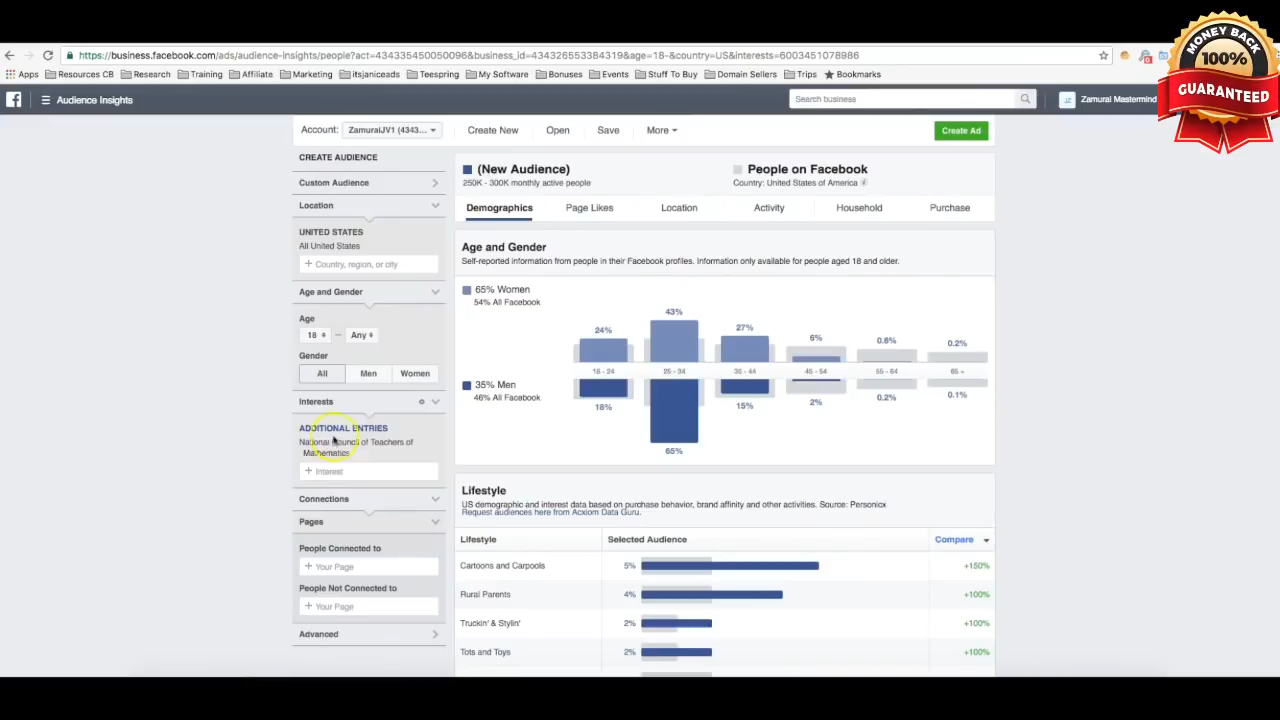 MONEY BACK
100%
GUARANTEED
https://business.facebook.com/ads/audience-insights/people?act=434335450050096&business_id=434326553384319&age=18-&country=US&interests=6003451078986
Apps Resources CB Research Training Affiliate Marketing itsjaniceads Teespring My Software Bonuses Events Stuff To Buy Domain Sellers Trips Bookmarks
Audience Insights Search business Zamurai Mastermind
Account: ZamuraiJV1 (4343... Create New Open Save More Create Ad
CREATE AUDIENCE
Custom Audience
Location
UNITED STATES
All United States
+ Country, region, or city
Age and Gender
Age
18 – Any
Gender
All Men Women
Interests
ADDITIONAL ENTRIES
National Council of Teachers of
Mathematics
+ Interest
Connections
Pages
People Connected to
+ Your Page
People Not Connected to
+ Your Page
Advanced
(New Audience) People on Facebook
250K - 300K monthly active people Country: United States of America
Demographics Page Likes Location Activity Household Purchase
Age and Gender
Self-reported information from people in their Facebook profiles. Information only available for people aged 18 and older.
65% Women
54% All Facebook
24% 43% 27% 6% 0.6% 0.2%
18 - 24 25 - 34 35 - 44 45 - 54 55 - 64 65 +
35% Men
46% All Facebook
18% 65% 15% 2% 0.2% 0.1%
Lifestyle
US demographic and interest data based on purchase behavior, brand affinity and other activities. Source: Personicx
Request audiences here from Acxiom Data Guru.
Lifestyle Selected Audience Compare
Cartoons and Carpools 5% +150%
Rural Parents 4% +100%
Truckin' & Stylin' 2% +100%
Tots and Toys 2% +100%